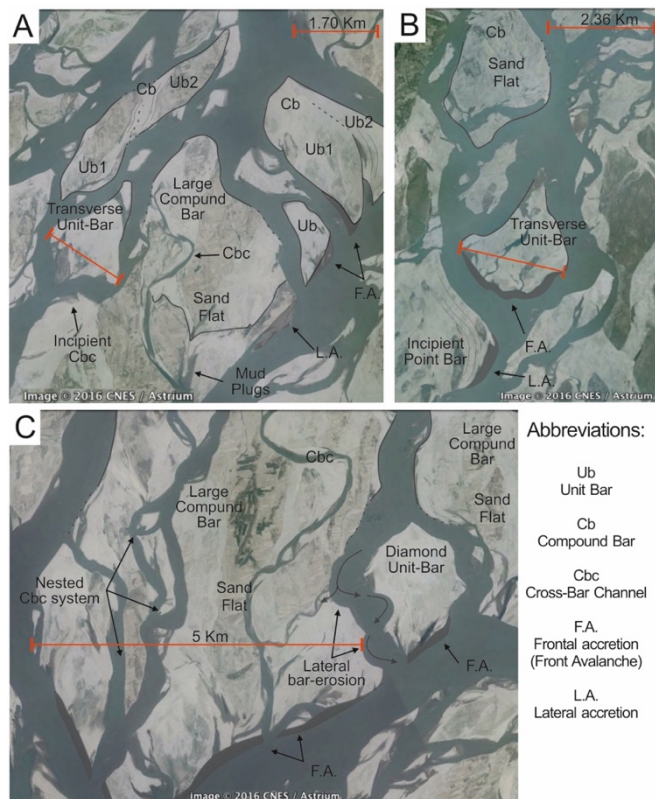 A
1.70 Km
Cb
Ub2
Ub1
Cb
Ub2
Ub1
Transverse
Unit-Bar
Large
Compund
Bar
Ub
Cbc
F.A.
Sand
Flat
Incipient
Cbc
L.A.
Mud
Plugs
Image © 2016 CNES / Astrium
B
2.36 Km
Cb
Sand
Flat
Transverse
Unit-Bar
Incipient
Point Bar
F.A.
L.A.
Image © 2016 CNES / Astrium
C
Cbc
Large
Compund
Bar
Large
Compund
Bar
Sand
Flat
Diamond
Unit-Bar
Nested
Cbc system
Sand
Flat
5 Km
Lateral
bar-erosion
F.A.
F.A.
image © 2016 CNES / Astrium
Abbreviations:
Ub
Unit Bar
Cb
Compound Bar
Cbc
Cross-Bar Channel
F.A.
Frontal accretion
(Front Avalanche)
L.A.
Lateral accretion